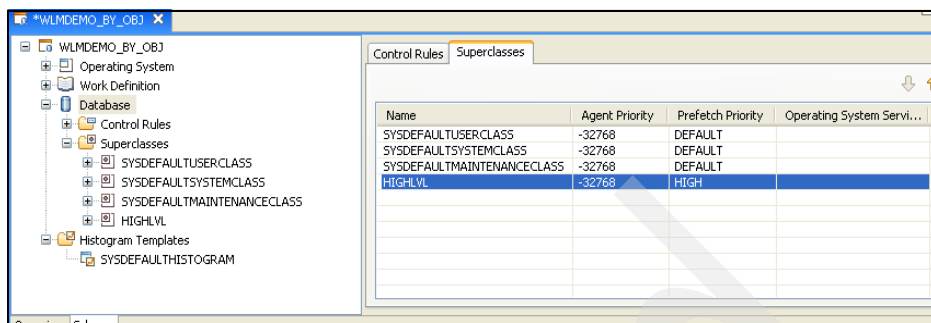 *WLMDEMO_BY_OBJ
WLMDEMO_BY_OBJ
Operating System
Work Definition
Database
Control Rules
Superclasses
SYSDEFAULTUSERCLASS
SYSDEFAULTSYSTEMCLASS
SYSDEFAULTMAINTENANCECLASS
HIGHLVL
Histogram Templates
SYSDEFAULTHISTOGRAM
Control Rules Superclasses
Name Agent Priority Prefetch Priority Operating System Servi...
SYSDEFAULTUSERCLASS -32768 DEFAULT
SYSDEFAULTSYSTEMCLASS -32768 DEFAULT
SYSDEFAULTMAINTENANCECLASS -32768 DEFAULT
HIGHLVL -32768 HIGH